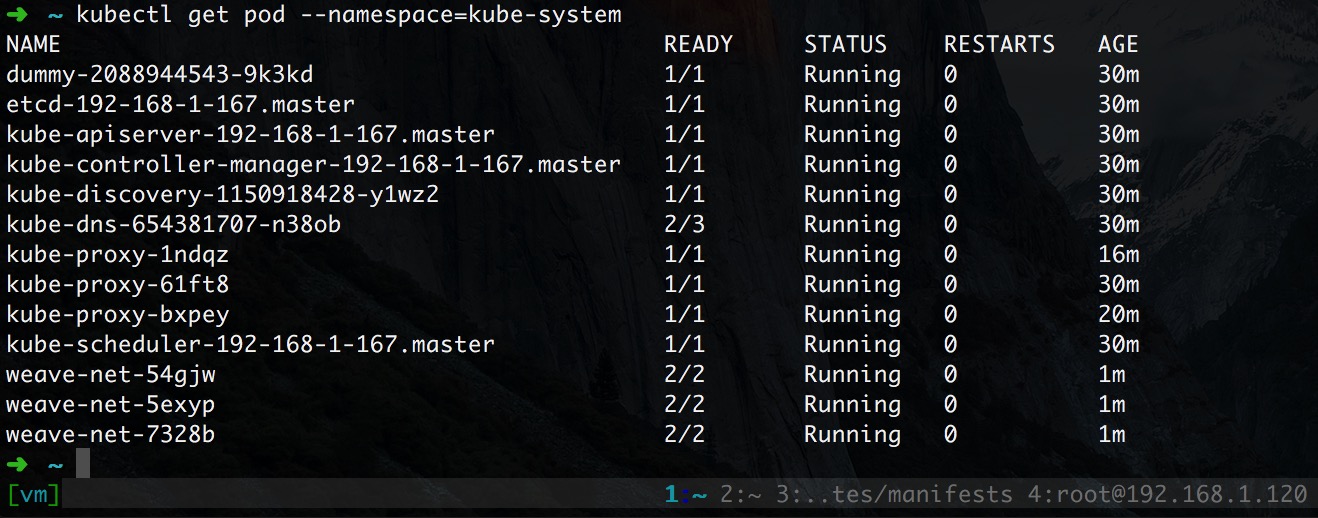 ➜ ~ kubectl get pod --namespace=kube-system
NAME READY STATUS RESTARTS AGE
dummy-2088944543-9k3kd 1/1 Running 0 30m
etcd-192-168-1-167.master 1/1 Running 0 30m
kube-apiserver-192-168-1-167.master 1/1 Running 0 30m
kube-controller-manager-192-168-1-167.master 1/1 Running 0 30m
kube-discovery-1150918428-y1wz2 1/1 Running 0 30m
kube-dns-654381707-n38ob 2/3 Running 0 30m
kube-proxy-1ndqz 1/1 Running 0 16m
kube-proxy-61ft8 1/1 Running 0 30m
kube-proxy-bxpey 1/1 Running 0 20m
kube-scheduler-192-168-1-167.master 1/1 Running 0 30m
weave-net-54gjw 2/2 Running 0 1m
weave-net-5exyp 2/2 Running 0 1m
weave-net-7328b 2/2 Running 0 1m
➜ ~
[vm] 1:~ 2:~ 3:..tes/manifests 4:root@192.168.1.120